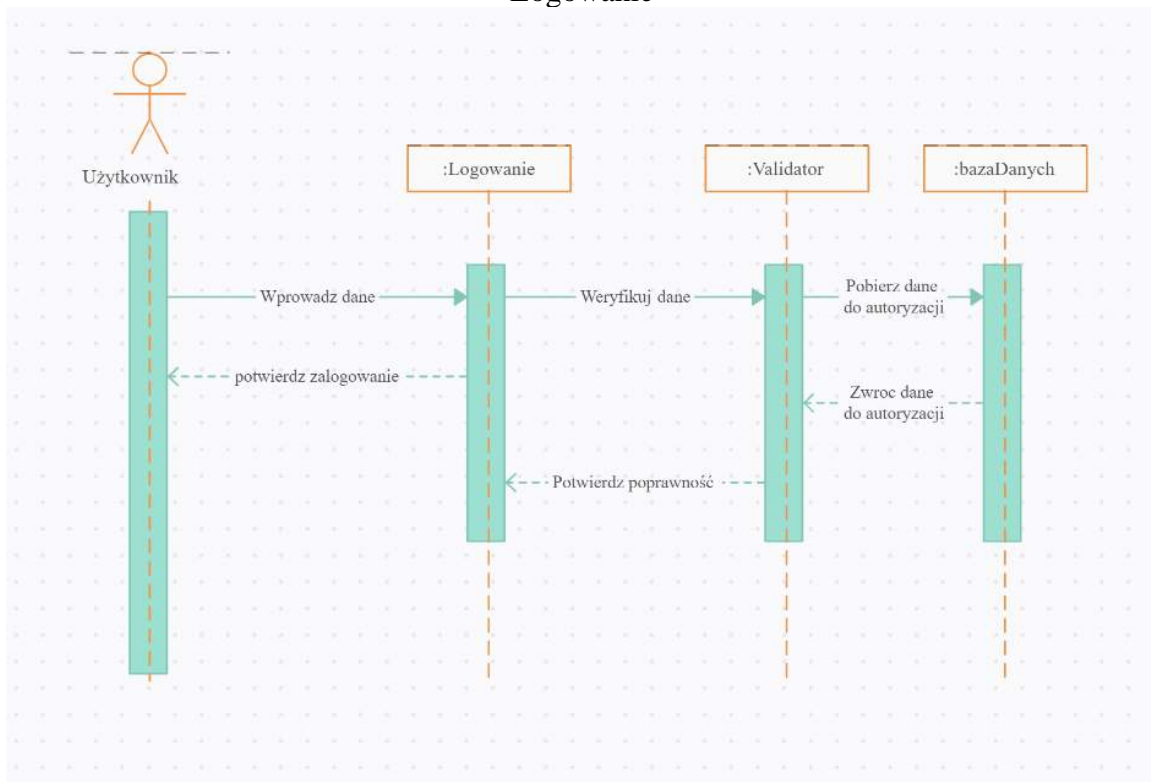 Logowanie
Użytkownik
:Logowanie
:Validator
:bazaDanych
Wprowadz dane
Weryfikuj dane
Pobierz dane
do autoryzacji
potwierdz zalogowanie
Zwroc dane
do autoryzacji
Potwierdz poprawność